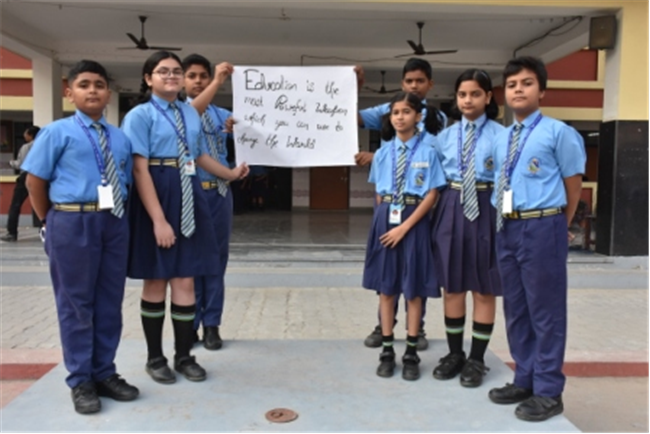 Education is the
most Powerful Weapon
which you can use to
change the World